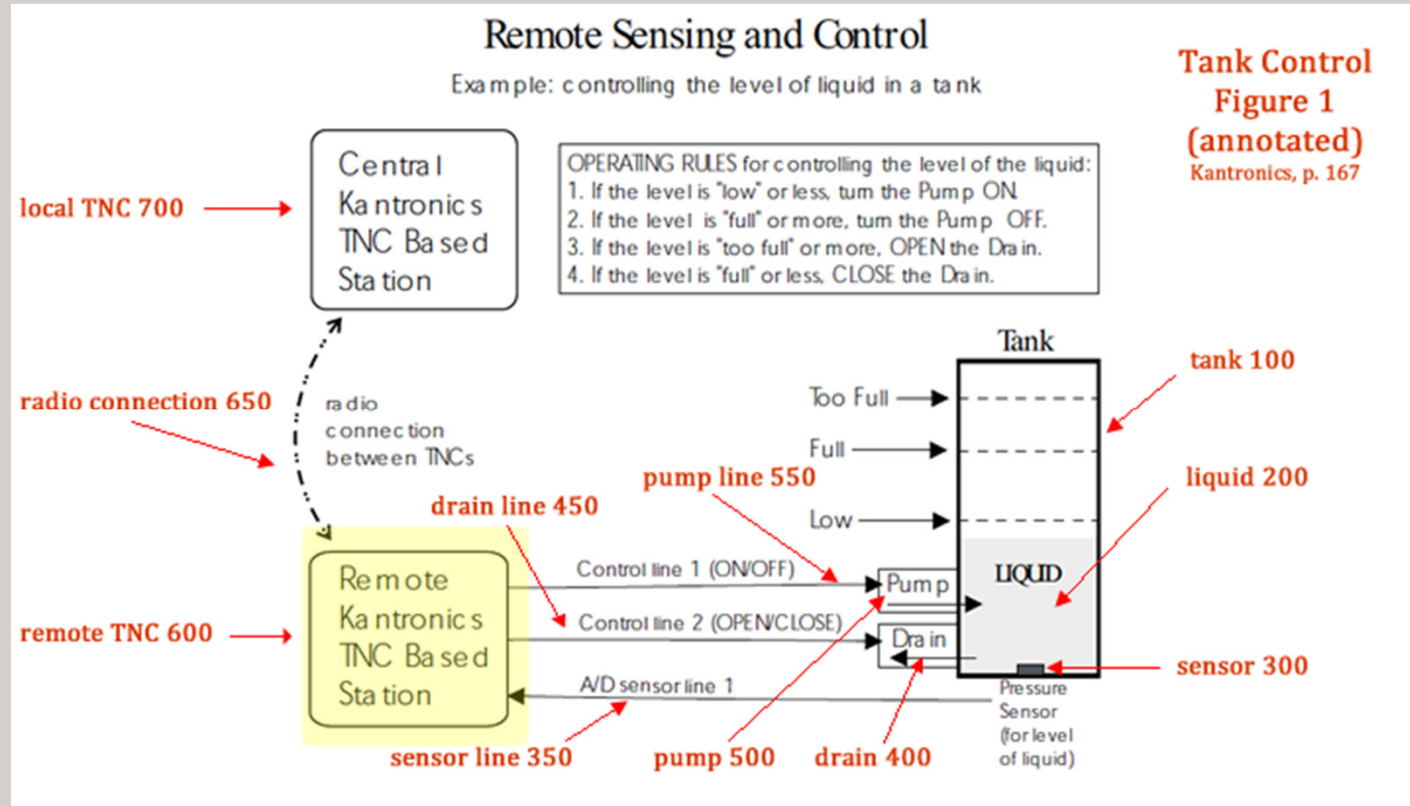 Remote Sensing and Control
Example: controlling the level of liquid in a tank
Tank Control
Figure 1
(annotated)
Kantronics, p. 167
Central
Kantronics
TNC Based
Station
OPERATING RULES for controlling the level of the liquid:
1. If the level is "low" or less, turn the Pump ON.
2. If the level is "full" or more, turn the Pump OFF.
3. If the level is "too full" or more, OPEN the Drain.
4. If the level is "full" or less, CLOSE the Drain.
local TNC 700
radio connection 650
radio
connection
between TNCs
Tank
tank 100
Too Full
Full
Low
liquid 200
pump line 550
drain line 450
Remote
Kantronics
TNC Based
Station
remote TNC 600
Control line 1 (ON/OFF)
Control line 2 (OPEN/CLOSE)
A/D sensor line 1
Pump
Drain
LIQUID
sensor 300
Pressure
Sensor
(for level
of liquid)
sensor line 350
pump 500
drain 400